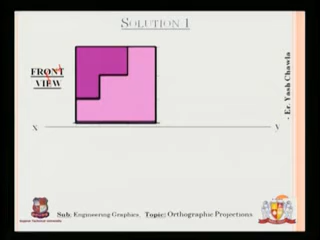 SOLUTION 1
FRONT
VIEW
x
y
- Er. Yash Chawla
Sub: Engineering Graphics, Topic: Orthographic Projections